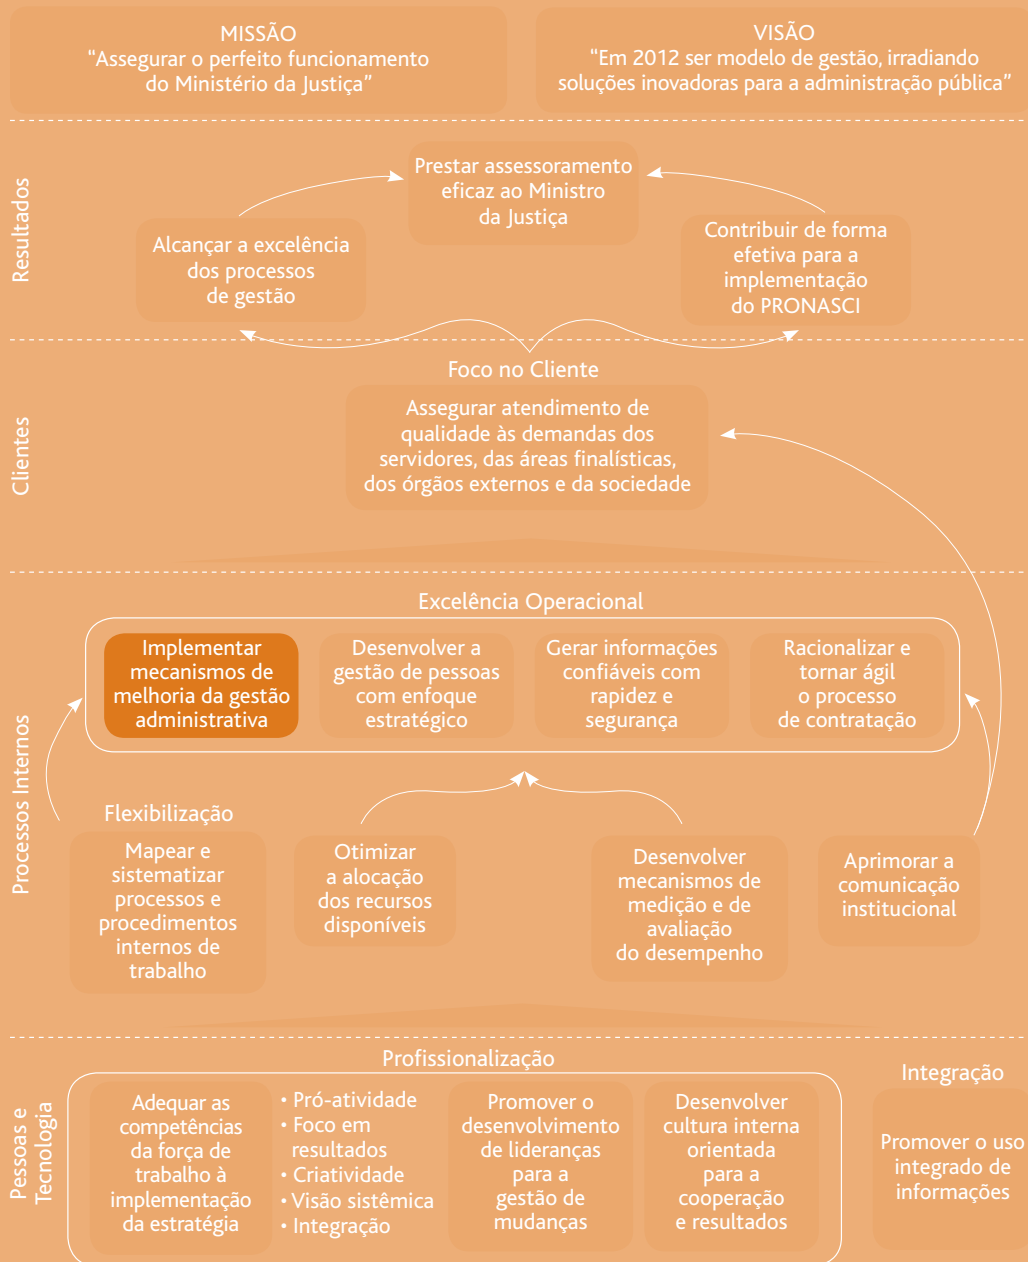 MISSÃO
“Assegurar o perfeito funcionamento
do Ministério da Justiça”
VISÃO
“Em 2012 ser modelo de gestão, irradiando
soluções inovadoras para a administração pública”
Resultados
Prestar assessoramento
eficaz ao Ministro
da Justiça
Alcançar a excelência
dos processos
de gestão
Contribuir de forma
efetiva para a
implementação
do PRONASCI
Clientes
Foco no Cliente
Assegurar atendimento de
qualidade às demandas dos
servidores, das áreas finalísticas,
dos órgãos externos e da sociedade
Processos Internos
Excelência Operacional
Implementar
mecanismos de
melhoria da gestão
administrativa
Desenvolver a
gestão de pessoas
com enfoque
estratégico
Gerar informações
confiáveis com
rapidez e
segurança
Racionalizar e
tornar ágil
o processo
de contratação
Flexibilização
Mapear e
sistematizar
processos e
procedimentos
internos de
trabalho
Otimizar
a alocação
dos recursos
disponíveis
Desenvolver
mecanismos de
medição e de
avaliação
do desempenho
Aprimorar a
comunicação
institucional
Pessoas e
Tecnologia
Profissionalização
Adequar as
competências
da força de
trabalho à
implementação
da estratégia
• Pró-atividade
• Foco em
resultados
• Criatividade
• Visão sistêmica
• Integração
Promover o
desenvolvimento
de lideranças
para a
gestão de
mudanças
Desenvolver
cultura interna
orientada
para a
cooperação
e resultados
Integração
Promover o uso
integrado de
informações